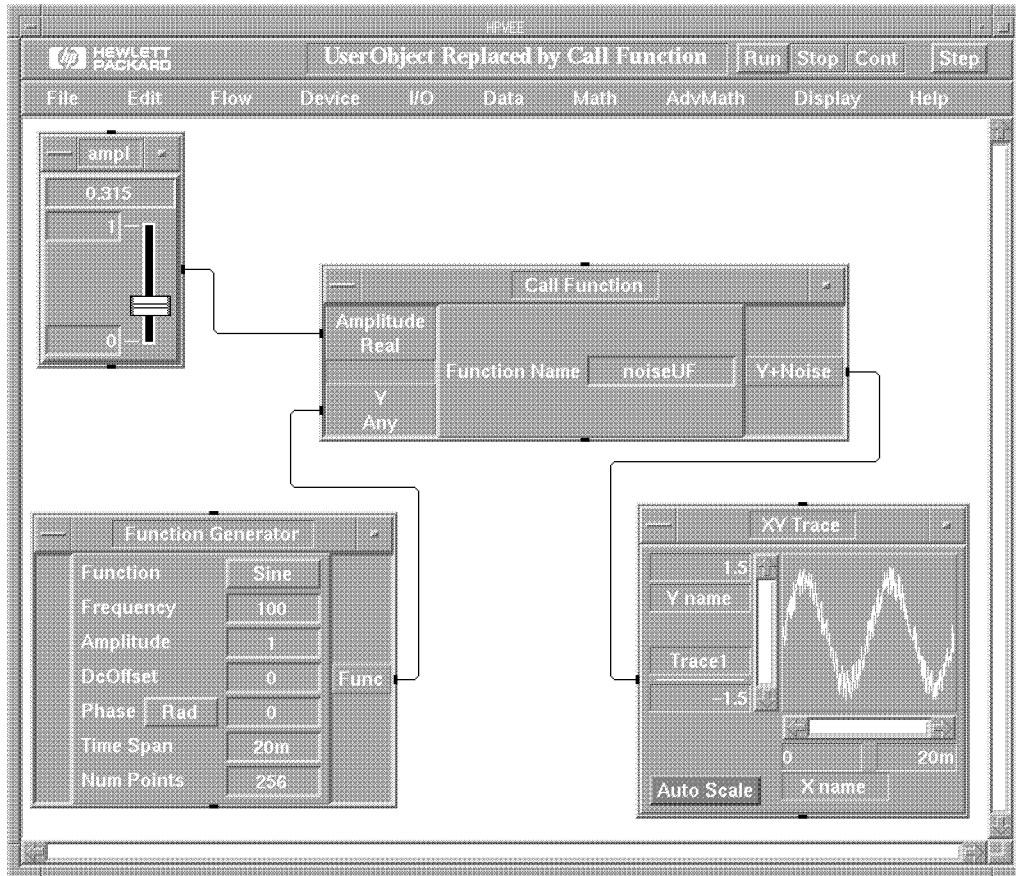 HPVEE
hp HEWLETT PACKARD
UserObject Replaced by Call Function
Run Stop Cont Step
File Edit Flow Device I/O Data Math AdvMath Display Help
ampl
0.315
1
0
Call Function
Amplitude
Real
Y
Any
Function Name noiseUF
Y+Noise
Function Generator
Function Sine
Frequency 100
Amplitude 1
DcOffset 0
Phase Rad 0
Time Span 20m
Num Points 256
Func
XY Trace
1.5
Y name
Trace1
-1.5
0 20m
X name
Auto Scale